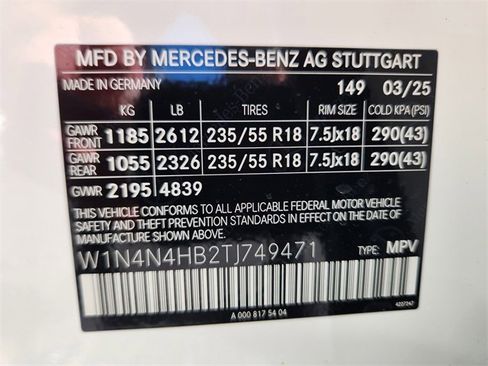 MFD BY MERCEDES-BENZ AG STUTTGART
MADE IN GERMANY 149 03/25
KG LB TIRES RIM SIZE COLD KPA(PSI)
GAWR FRONT 1185 2612 235/55 R18 7.5Jx18 290(43)
GAWR REAR 1055 2326 235/55 R18 7.5Jx18 290(43)
GVWR 2195 4839
THIS VEHICLE CONFORMS TO ALL APPLICABLE FEDERAL MOTOR VEHICLE
SAFETY AND THEFT PREVENTION STANDARDS IN EFFECT ON THE DATE
OF MANUFACTURE SHOWN ABOVE.
W1N4N4HB2TJ749471 TYPE: MPV
A 000 817 54 04
4227247